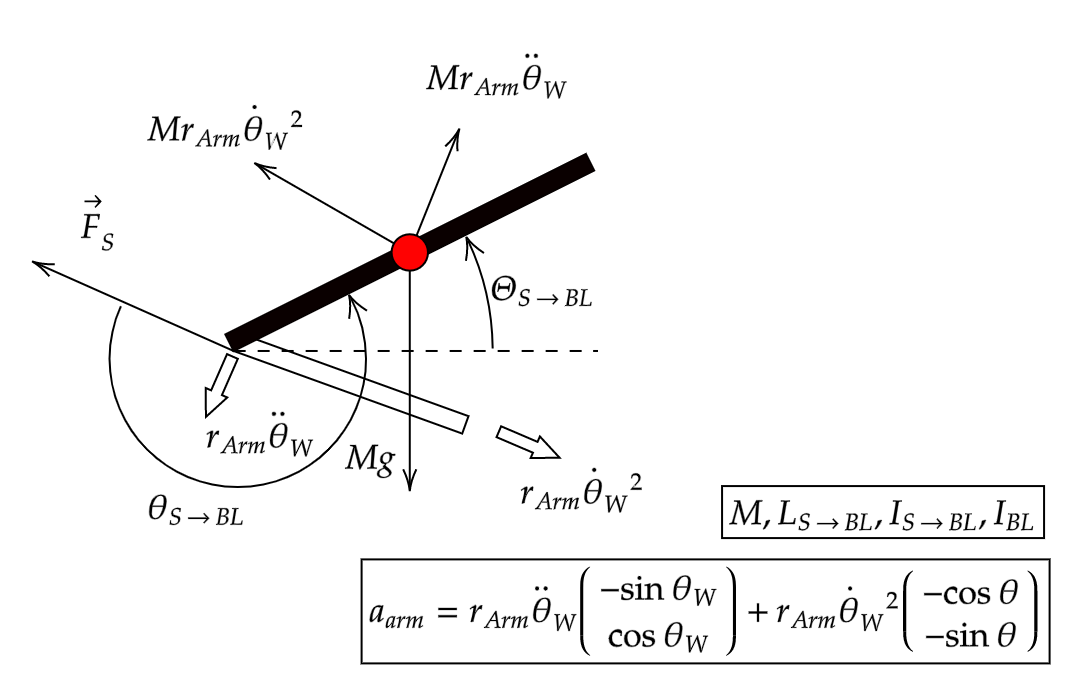 Mr_Arm θ̈_W
Mr_Arm θ̇_W²
F⃗_S
Θ_S→BL
r_Arm θ̈_W
Mg
r_Arm θ̇_W²
θ_S→BL
M, L_S→BL, I_S→BL, I_BL
a_arm = r_Arm θ̈_W ( −sin θ_W cos θ_W ) + r_Arm θ̇_W² ( −cos θ −sin θ )